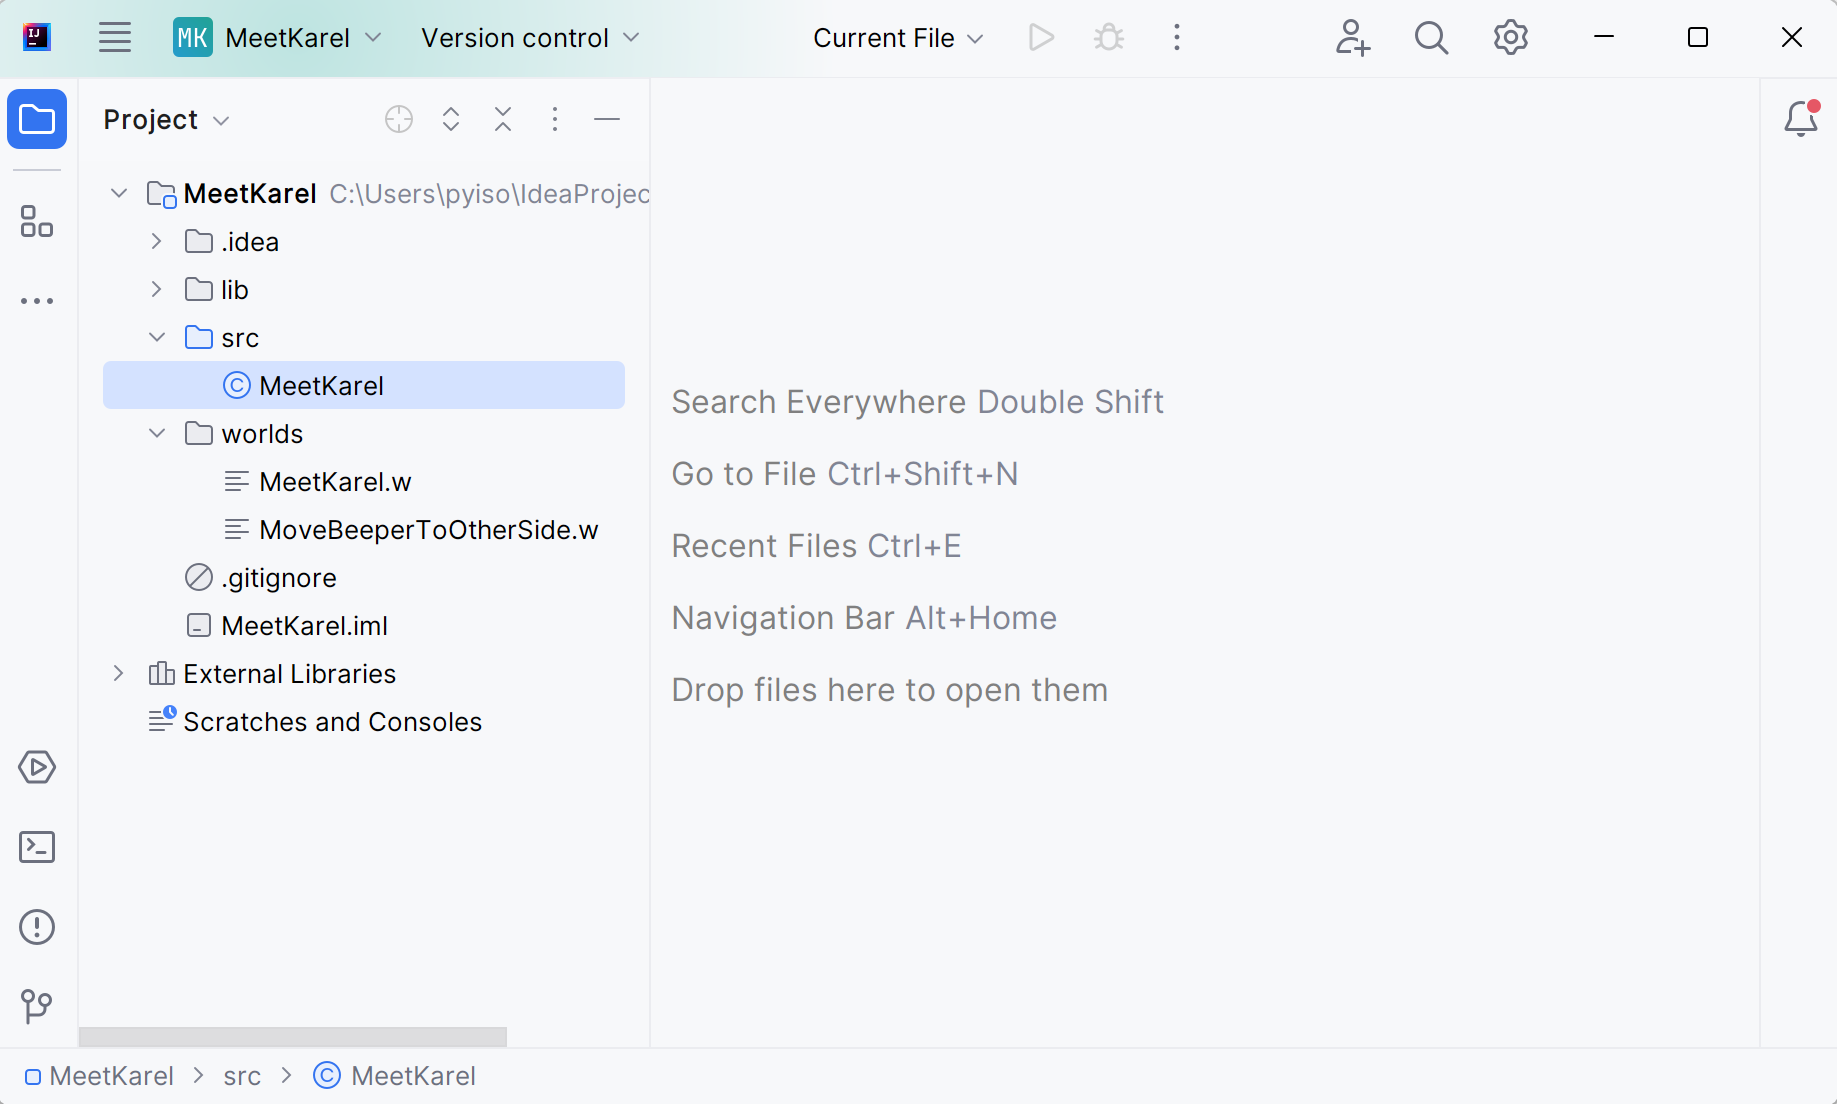 IJ
MK MeetKarel Version control Current File
Project
MeetKarel C:\Users\pyiso\IdeaProjec
.idea
lib
src
C MeetKarel
worlds
MeetKarel.w
MoveBeeperToOtherSide.w
.gitignore
MeetKarel.iml
External Libraries
Scratches and Consoles
Search Everywhere Double Shift
Go to File Ctrl+Shift+N
Recent Files Ctrl+E
Navigation Bar Alt+Home
Drop files here to open them
MeetKarel > src > C MeetKarel